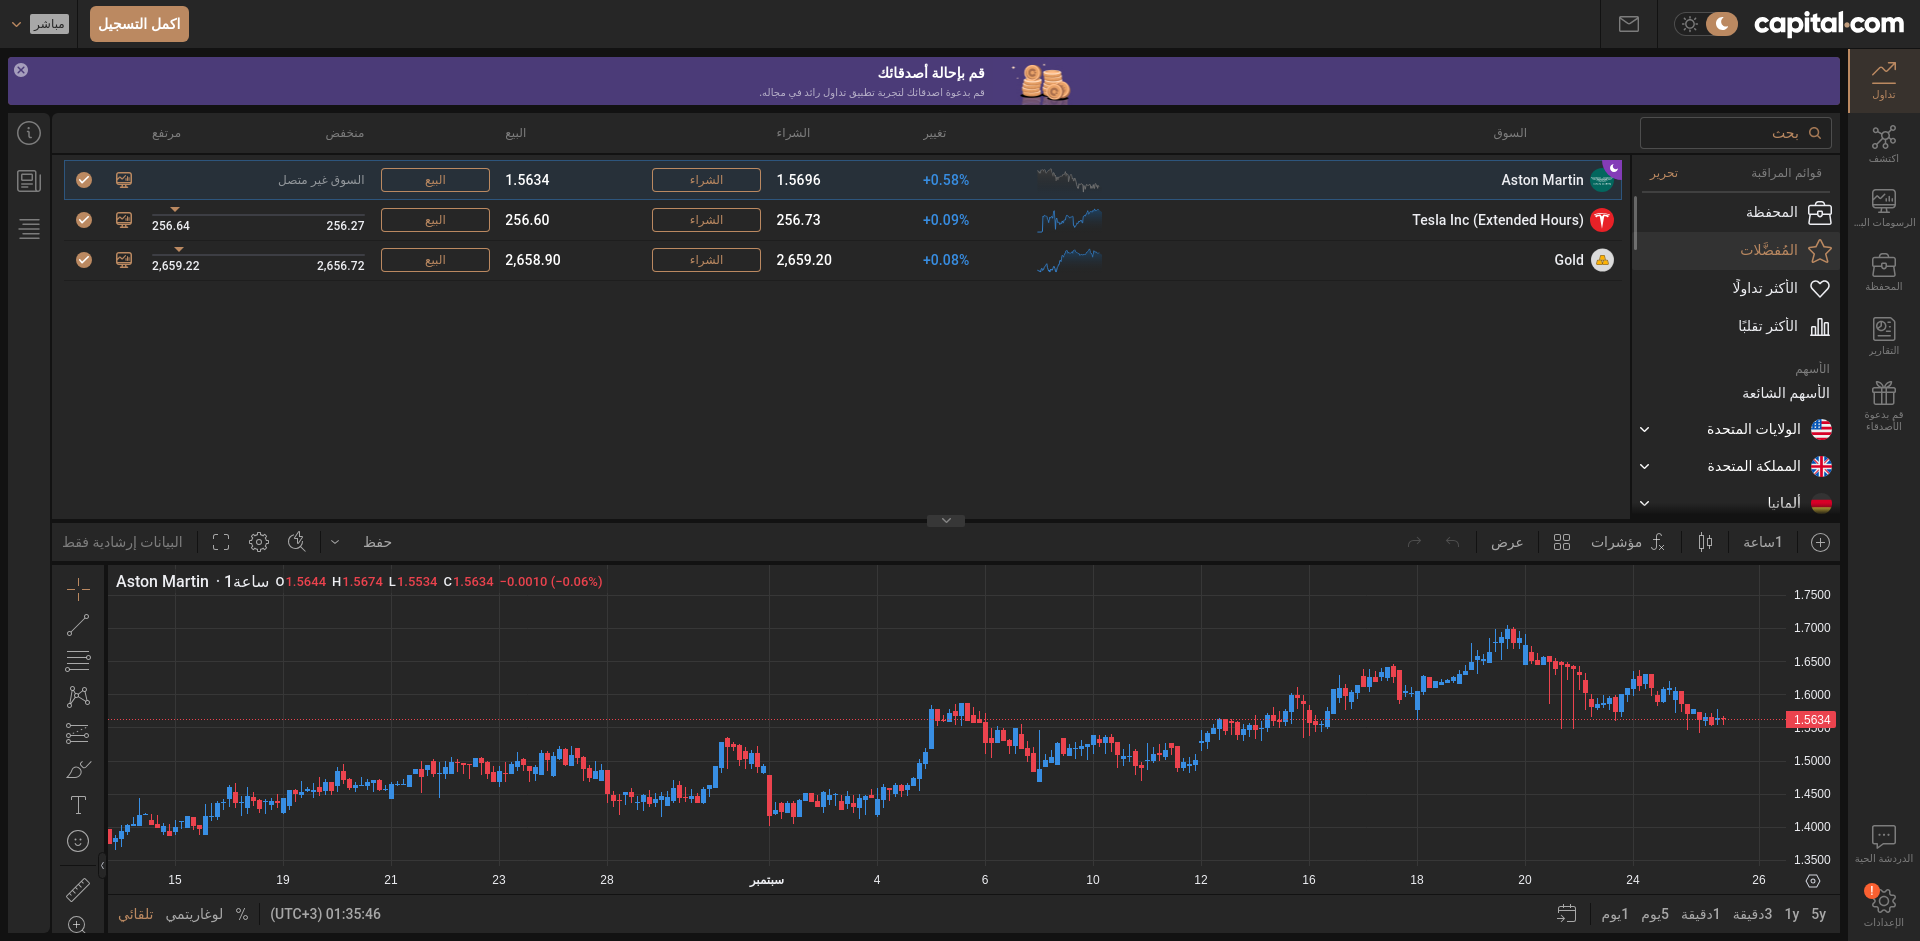 capital.com
اكمل التسجيل
مباشر
قم بإحالة أصدقائك
قم بدعوة اصدقائك لتجربة تطبيق تداول رائد في مجاله.
تداول
اكتشف
الرسومات الب...
المحفظة
التقارير
قم بدعوة
الأصدقاء
الدردشة الحية
الإعدادات
بحث
قوائم المراقبة تحرير
المحفظة
المُفضَّلات
الأكثر تداولًا
الأكثر تقلبًا
الأسهم
الأسهم الشائعة
الولايات المتحدة
المملكة المتحدة
ألمانيا
السوق تغيير الشراء البيع منخفض مرتفع
Aston Martin +0.58% 1.5696 الشراء 1.5634 البيع السوق غير متصل
Tesla Inc (Extended Hours) +0.09% 256.73 الشراء 256.60 البيع 256.27 256.64
Gold +0.08% 2,659.20 الشراء 2,658.90 البيع 2,656.72 2,659.22
1ساعة مؤشرات عرض حفظ البيانات إرشادية فقط
Aston Martin · 1ساعة O1.5644 H1.5674 L1.5534 C1.5634 −0.0010 (−0.06%)
1.7500
1.7000
1.6500
1.6000
1.5634
1.5500
1.5000
1.4500
1.4000
1.3500
15 19 21 23 28 سبتمبر 4 6 10 12 16 18 20 24 26
5y 1y 3دقيقة 1دقيقة 5يوم 1يوم
01:35:46 (UTC+3) % لوغاريتمي تلقائي